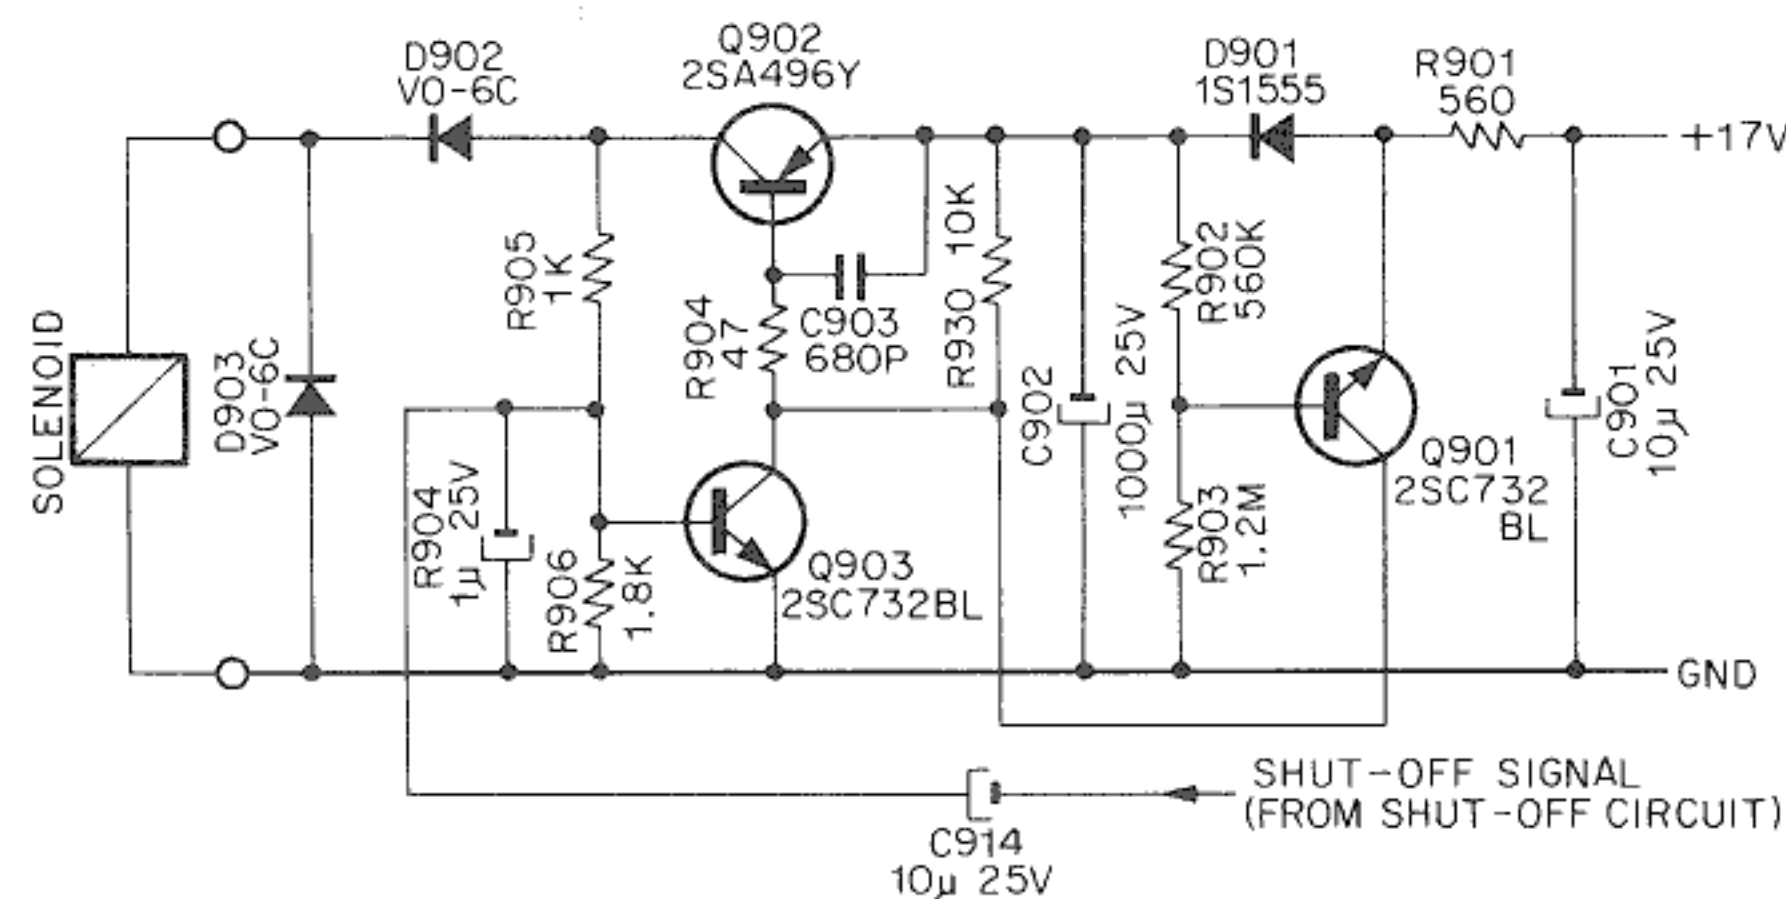 D902
VO-6C
Q902
2SA496Y
D901
1S1555
R901
560
+17V
R905
1K
R904
47
C903
680P
R930 10K
C902
1000µ 25V
R902
560K
SOLENOID
D903
VO-6C
C901
10µ 25V
Q901
2SC732
BL
R904
1µ 25V
R906
1.8K
Q903
2SC732BL
R903
1.2M
GND
SHUT-OFF SIGNAL
(FROM SHUT-OFF CIRCUIT)
C914
10µ 25V